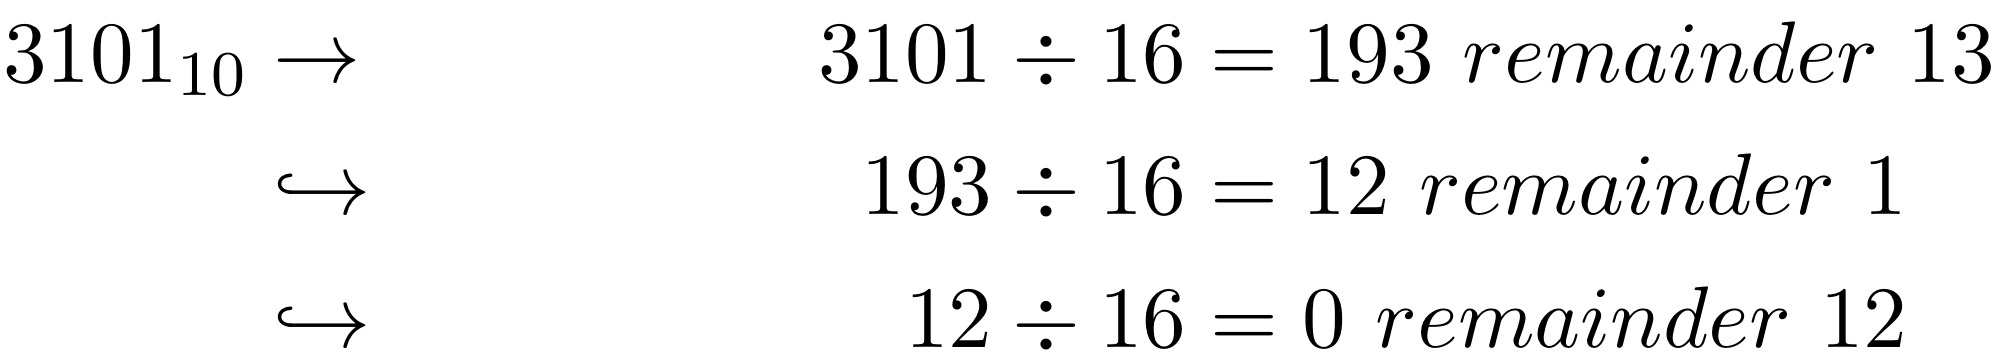 3101₁₀ → 3101 ÷ 16 = 193 remainder 13
↪ 193 ÷ 16 = 12 remainder 1
↪ 12 ÷ 16 = 0 remainder 12